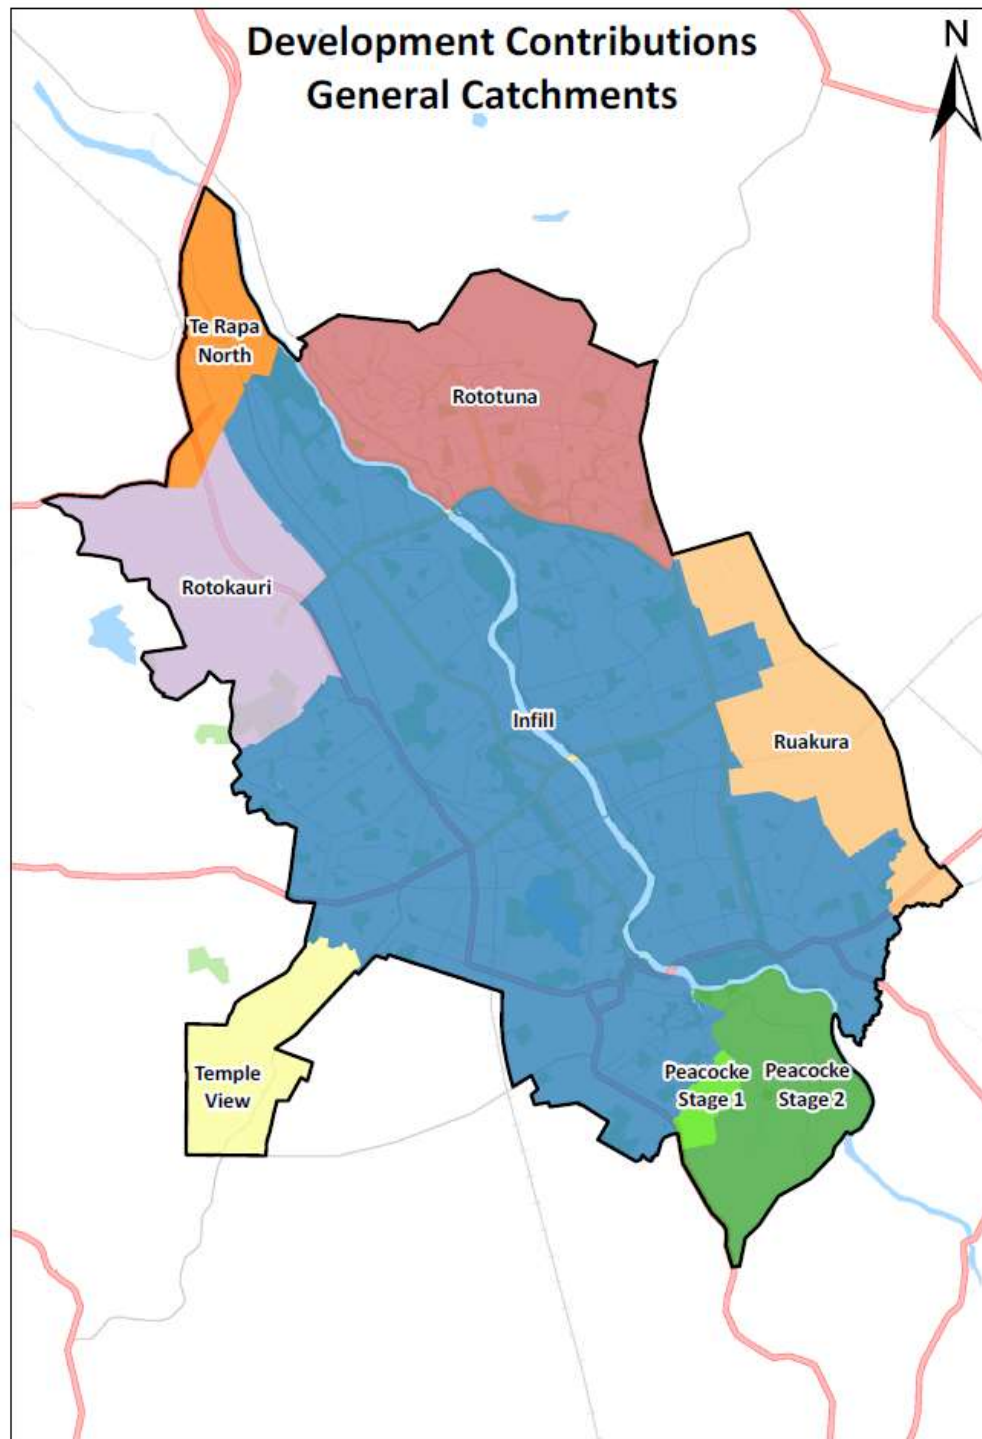 Development Contributions
General Catchments
N
Te Rapa
North
Rototuna
Rotokauri
Infill
Ruakura
Temple
View
Peacocke
Stage 1
Peacocke
Stage 2